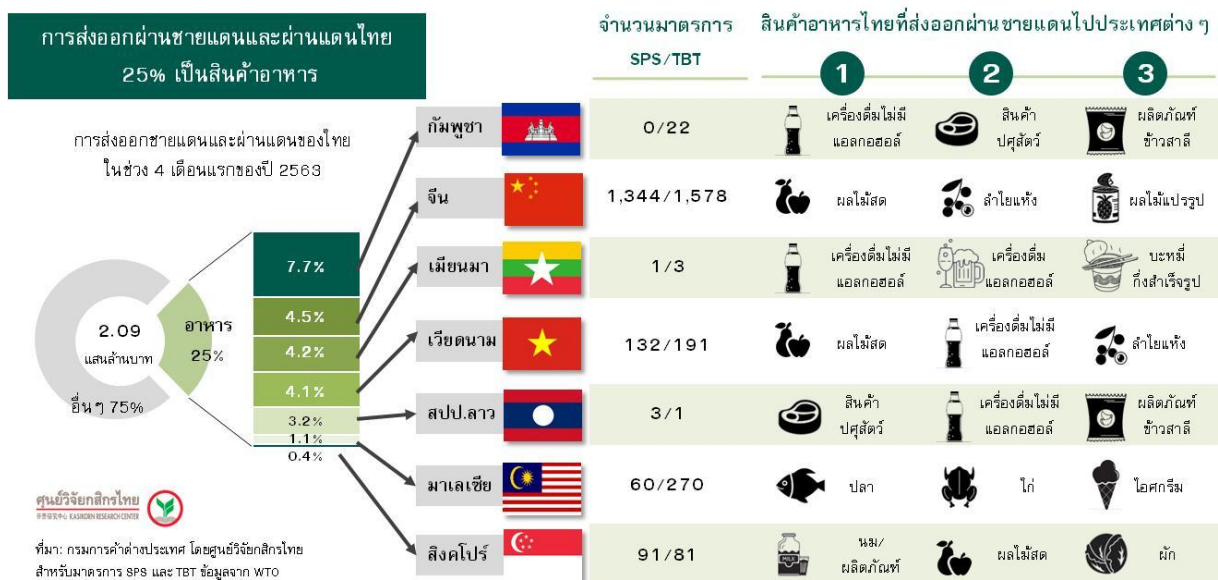 การส่งออกผ่านชายแดนและผ่านแดนไทย
25% เป็นสินค้าอาหาร
การส่งออกชายแดนและผ่านแดนของไทย
ในช่วง 4 เดือนแรกของปี 2563
2.09
แสนล้านบาท
อาหาร
25%
อื่นๆ 75%
7.7%
4.5%
4.2%
4.1%
3.2%
1.1%
0.4%
จำนวนมาตรการ
SPS/TBT
สินค้าอาหารไทยที่ส่งออกผ่านชายแดนไปประเทศต่าง ๆ
1
2
3
กัมพูชา
0/22
เครื่องดื่มไม่มี
แอลกอฮอล์
สินค้า
ปศุสัตว์
ผลิตภัณฑ์
ข้าวสาลี
จีน
1,344/1,578
ผลไม้สด
ลำไยแห้ง
ผลไม้แปรรูป
เมียนมา
1/3
เครื่องดื่มไม่มี
แอลกอฮอล์
เครื่องดื่ม
แอลกอฮอล์
บะหมี่
กึ่งสำเร็จรูป
เวียดนาม
132/191
ผลไม้สด
เครื่องดื่มไม่มี
แอลกอฮอล์
ลำไยแห้ง
สปป.ลาว
3/1
สินค้า
ปศุสัตว์
เครื่องดื่มไม่มี
แอลกอฮอล์
ผลิตภัณฑ์
ข้าวสาลี
มาเลเซีย
60/270
ปลา
ไก่
ไอศกรีม
สิงคโปร์
91/81
MILK
นม/
ผลิตภัณฑ์
ผลไม้สด
ผัก
ศูนย์วิจัยกสิกรไทย
KASIKORN RESEARCH CENTER
ที่มา: กรมการค้าต่างประเทศ โดยศูนย์วิจัยกสิกรไทย
สำหรับมาตรการ SPS และ TBT ข้อมูลจาก WTO